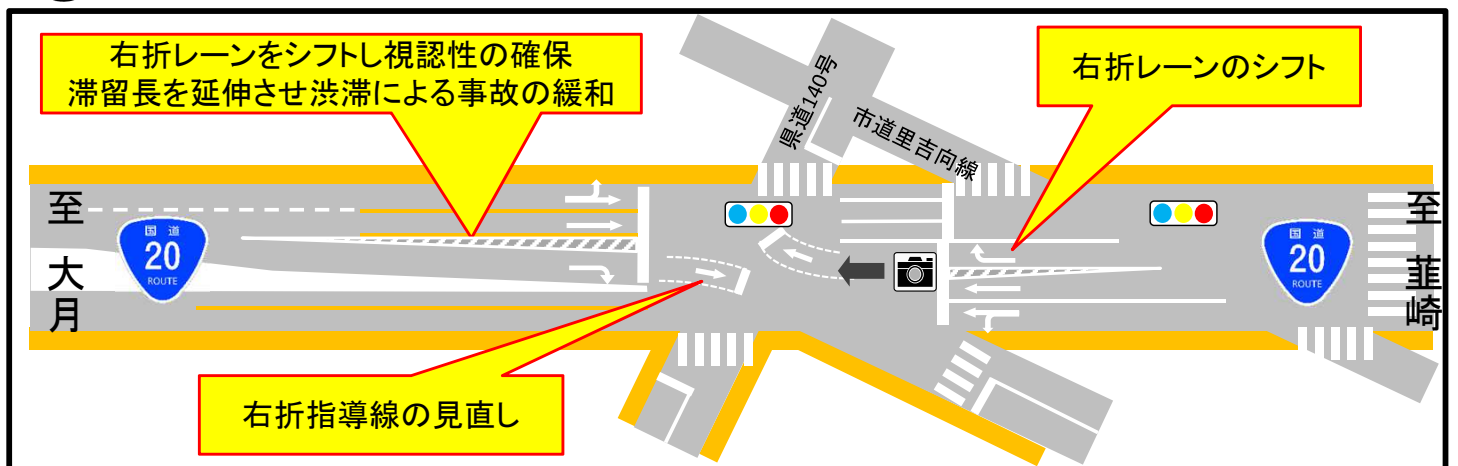 右折レーンをシフトし視認性の確保
滞留長を延伸させ渋滞による事故の緩和
右折レーンのシフト
県道140号
市道里吉向線
至 大月
国道
20
ROUTE
至 韮崎
国道
20
ROUTE
右折指導線の見直し